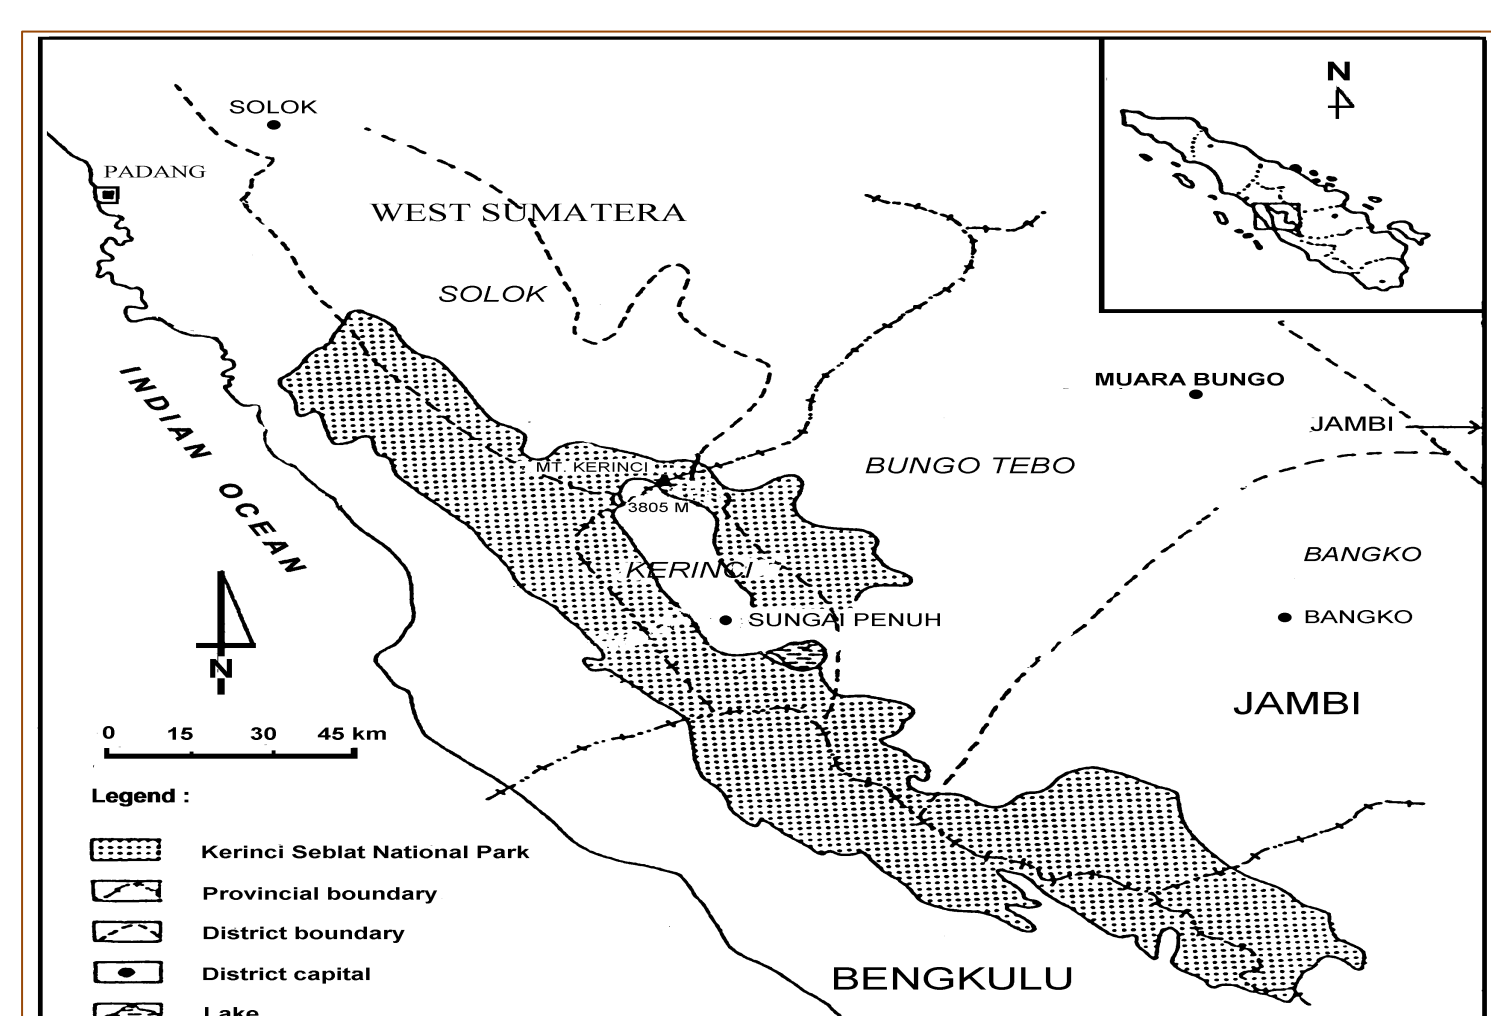 N
SOLOK
PADANG
WEST SUMATERA
SOLOK
INDIAN OCEAN
MUARA BUNGO
JAMBI
MT. KERINCI
BUNGO TEBO
3805 M
KERINCI
BANGKO
SUNGAI PENUH
BANGKO
N
JAMBI
0 15 30 45 km
Legend :
Kerinci Seblat National Park
Provincial boundary
District boundary
District capital
Lake
BENGKULU